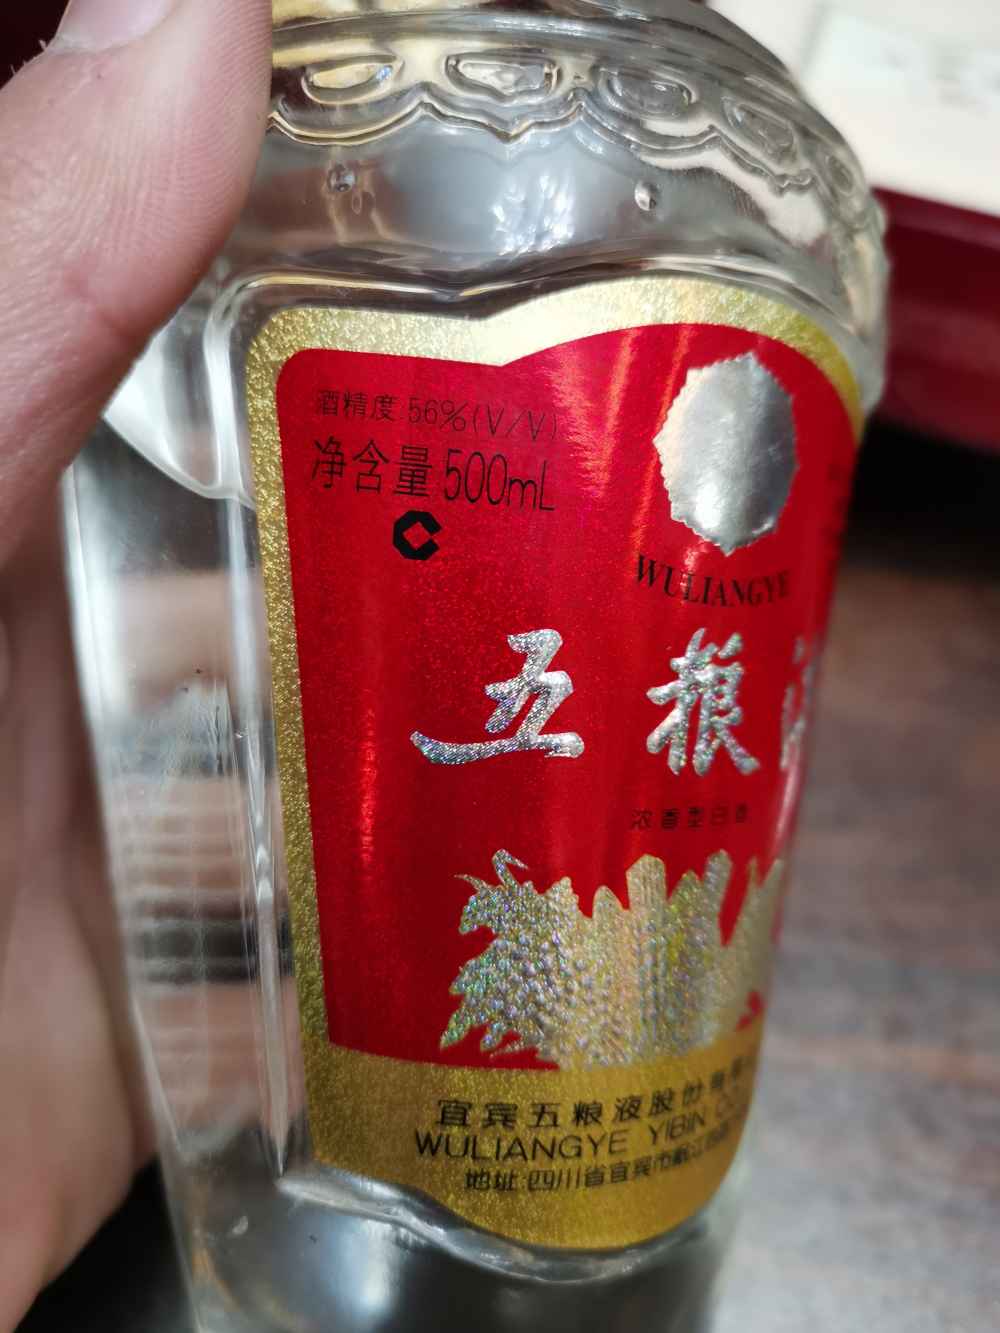 酒精度 56%(V/V)
净含量 500mL
C
WULIANGYE
五粮
浓香型白酒
宜宾五粮液股份有
WULIANGYE YIBIN CO
地址:四川省宜宾市